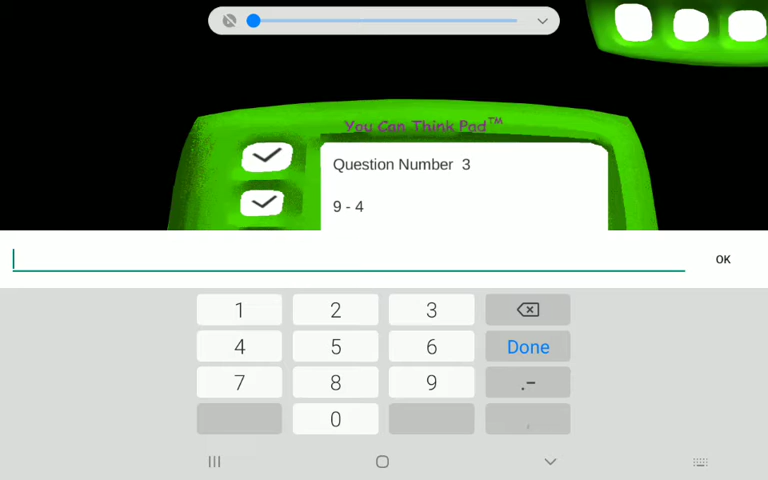 You Can Think Pad™
Question Number 3
9 - 4
OK
1 2 3
4 5 6 Done
7 8 9 .-
0 ,